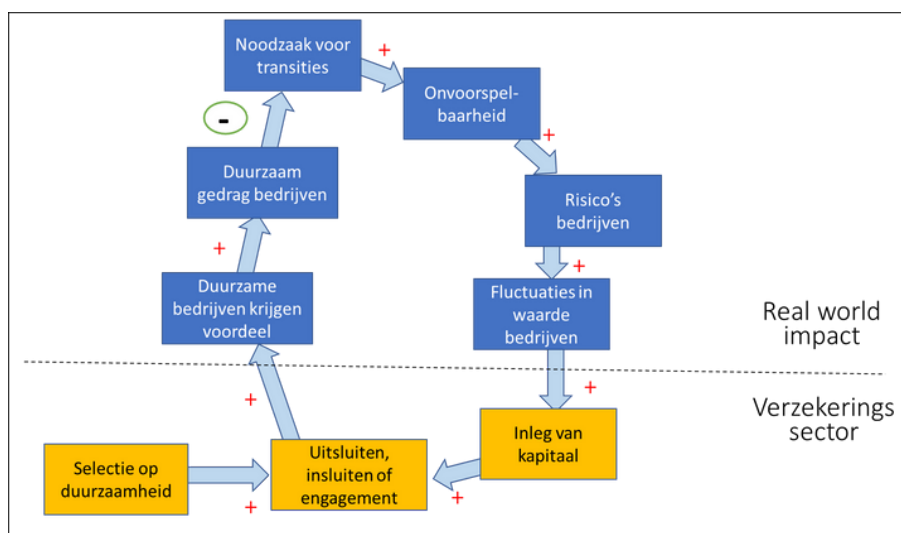 Noodzaak voor
transities
+
Onvoorspel-
baarheid
-
+
Duurzaam
gedrag bedrijven
Risico's
bedrijven
+
+
Duurzame
bedrijven krijgen
voordeel
Fluctuaties in
waarde
bedrijven
Real world
impact
+
+
Verzekerings
sector
Inleg van
kapitaal
Selectie op
duurzaamheid
Uitsluiten,
insluiten of
engagement
+
+